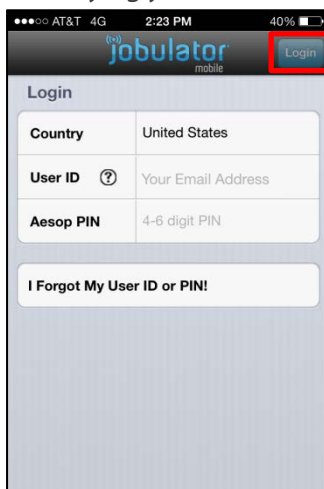 ●●●○○ AT&T 4G 2:23 PM 40%
jobulator
mobile
Login
Login
Country United States
User ID ? Your Email Address
Aesop PIN 4-6 digit PIN
I Forgot My User ID or PIN!